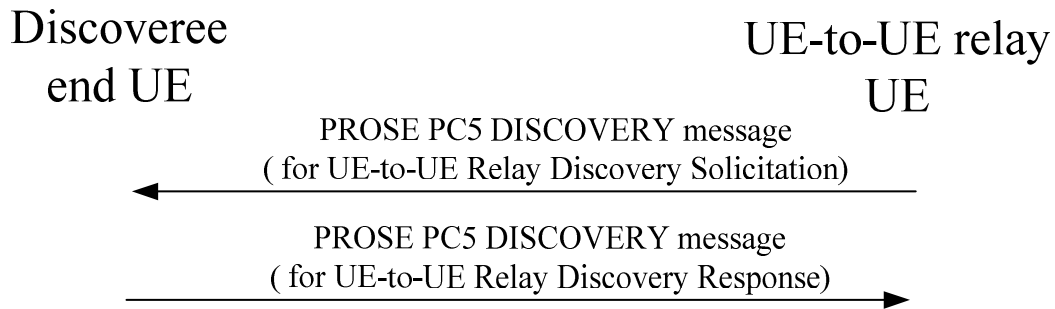 Discoveree
end UE
UE-to-UE relay
UE
PROSE PC5 DISCOVERY message
( for UE-to-UE Relay Discovery Solicitation)
PROSE PC5 DISCOVERY message
( for UE-to-UE Relay Discovery Response)